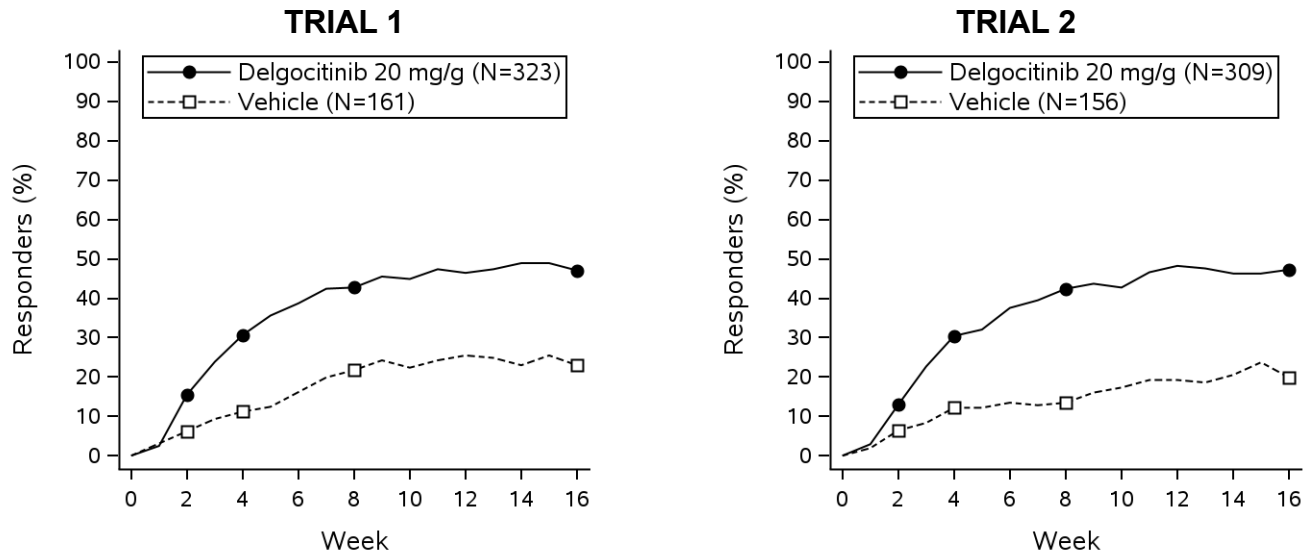 TRIAL 1
Delgocitinib 20 mg/g (N=323)
Vehicle (N=161)
Responders (%)
100
90
80
70
60
50
40
30
20
10
0
0 2 4 6 8 10 12 14 16
Week
TRIAL 2
Delgocitinib 20 mg/g (N=309)
Vehicle (N=156)
Responders (%)
100
90
80
70
60
50
40
30
20
10
0
0 2 4 6 8 10 12 14 16
Week